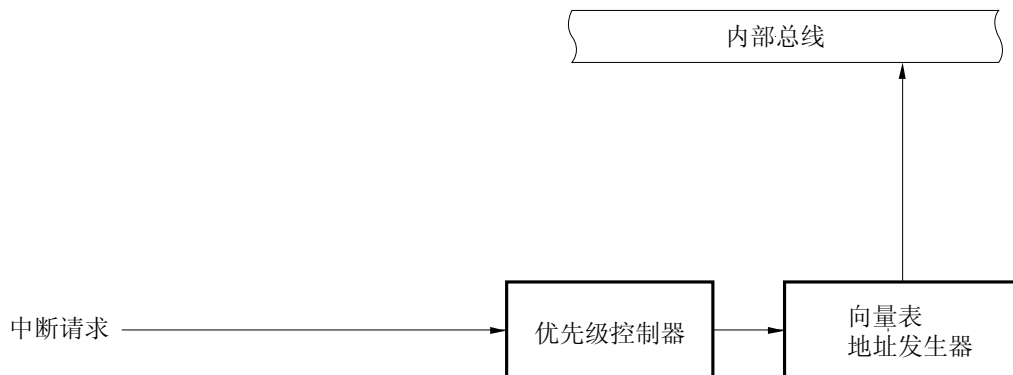 内部总线
中断请求
优先级控制器
向量表
地址发生器